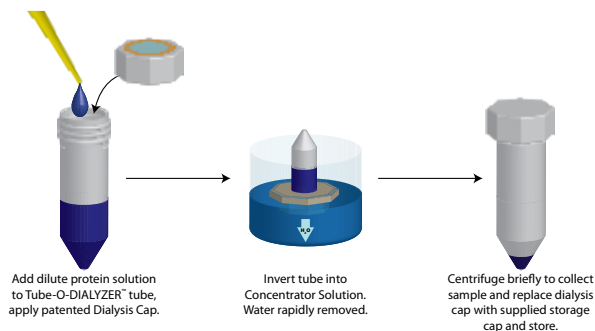 H₂O
Add dilute protein solution
to Tube-O-DIALYZER™ tube,
apply patented Dialysis Cap.
Invert tube into
Concentrator Solution.
Water rapidly removed.
Centrifuge briefly to collect
sample and replace dialysis
cap with supplied storage
cap and store.